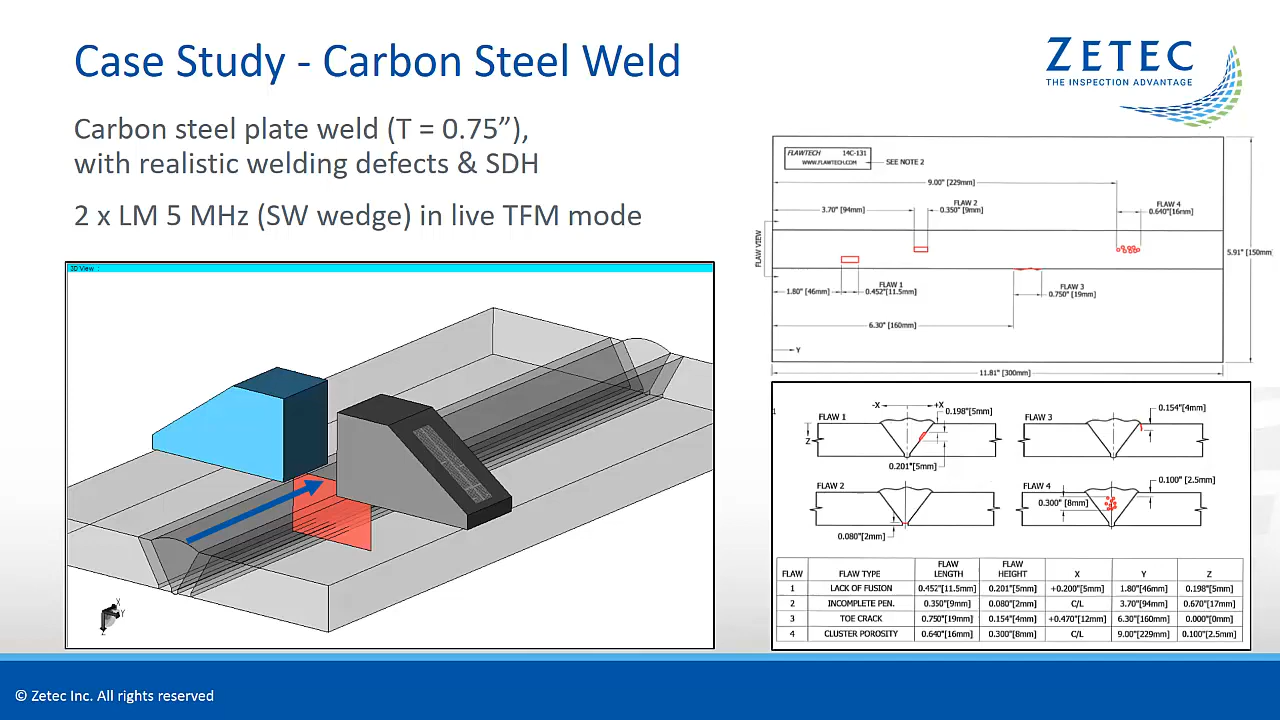 Case Study - Carbon Steel Weld
ZETEC
THE INSPECTION ADVANTAGE
Carbon steel plate weld (T = 0.75”),
with realistic welding defects & SDH
2 x LM 5 MHz (SW wedge) in live TFM mode
3D View :
X
Y
Z
FLAWTECH 14C-131
WWW.FLAWTECH.COM
SEE NOTE 2
9.00" [229mm]
3.70" [94mm]
FLAW 2
0.350" [9mm]
FLAW 4
0.640"[16mm]
FLAW VIEW
5.91" [150mm
1.80" [46mm]
FLAW 1
0.452"[11.5mm]
FLAW 3
0.750" [19mm]
6.30" [160mm]
Y
11.81" [300mm]
1
FLAW 1
-X +X
0.198"[5mm]
Z
0.201"[5mm]
FLAW 3
0.154"[4mm]
FLAW 2
0.080"[2mm]
FLAW 4
0.100" [2.5mm]
0.300" [8mm]
FLAW FLAW TYPE FLAW LENGTH FLAW HEIGHT X Y Z
1 LACK OF FUSION 0.452"[11.5mm] 0.201"[5mm] +0.200"[5mm] 1.80"[46mm] 0.198"[5mm]
2 INCOMPLETE PEN. 0.350"[9mm] 0.080"[2mm] C/L 3.70"[94mm] 0.670"[17mm]
3 TOE CRACK 0.750"[19mm] 0.154"[4mm] +0.470"[12mm] 6.30"[160mm] 0.000"[0mm]
4 CLUSTER POROSITY 0.640"[16mm] 0.300"[8mm] C/L 9.00"[229mm] 0.100"[2.5mm]
© Zetec Inc. All rights reserved